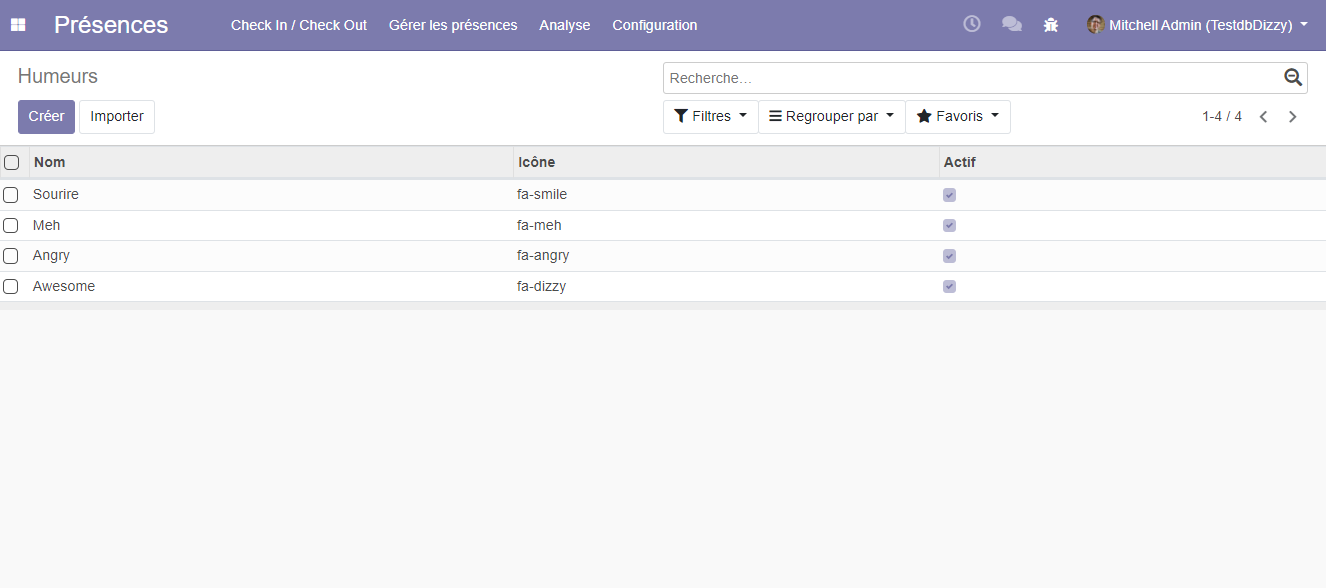 Présences Check In / Check Out Gérer les présences Analyse Configuration Mitchell Admin (TestdbDizzy)
Humeurs
Recherche...
Créer Importer Filtres Regrouper par Favoris 1-4 / 4
Nom Icône Actif
Sourire fa-smile
Meh fa-meh
Angry fa-angry
Awesome fa-dizzy